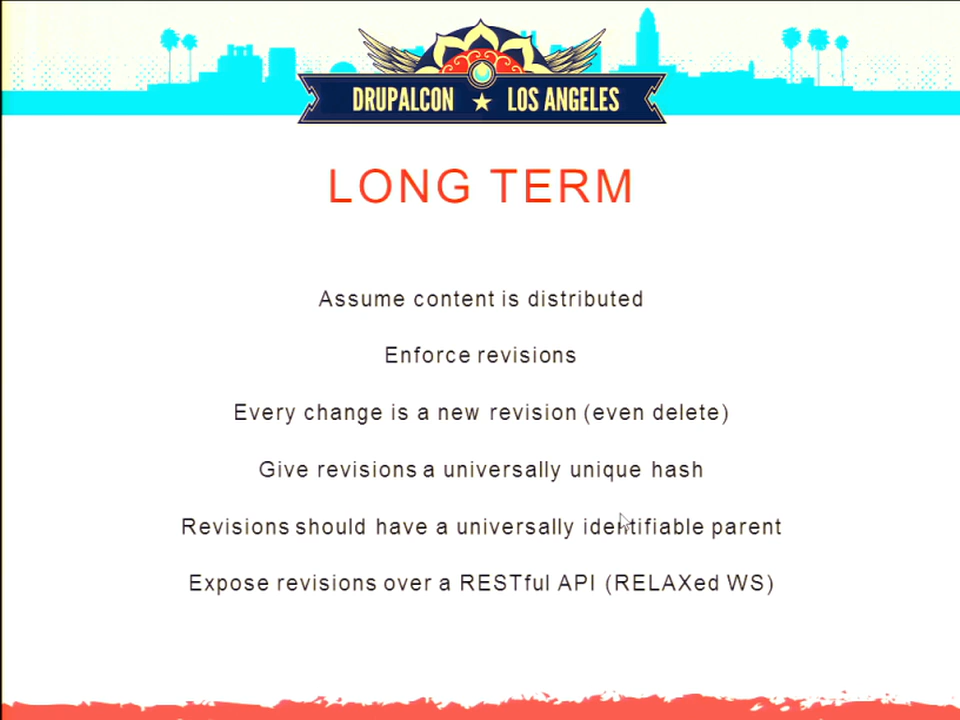 DRUPALCON ★ LOS ANGELES
LONG TERM
Assume content is distributed
Enforce revisions
Every change is a new revision (even delete)
Give revisions a universally unique hash
Revisions should have a universally identifiable parent
Expose revisions over a RESTful API (RELAXed WS)